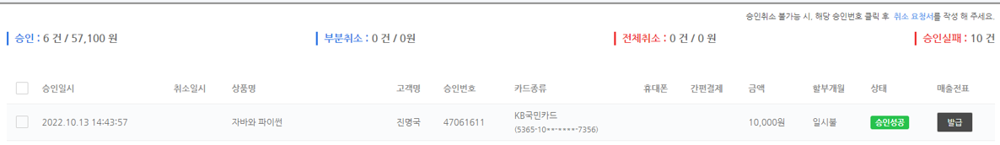 승인취소 불가능 시, 해당 승인번호 클릭 후 취소 요청서를 작성 해 주세요.
승인 : 6 건 / 57,100 원 부분취소 : 0 건 / 0원 전체취소 : 0 건 / 0 원 승인실패 : 10 건
승인일시 취소일시 상품명 고객명 승인번호 카드종류 휴대폰 간편결제 금액 할부개월 상태 매출전표
2022.10.13 14:43:57 자바와 파이썬 진명국 47061611 KB국민카드 10,000원 일시불 승인성공 발급
(5365-10**-****-7356)